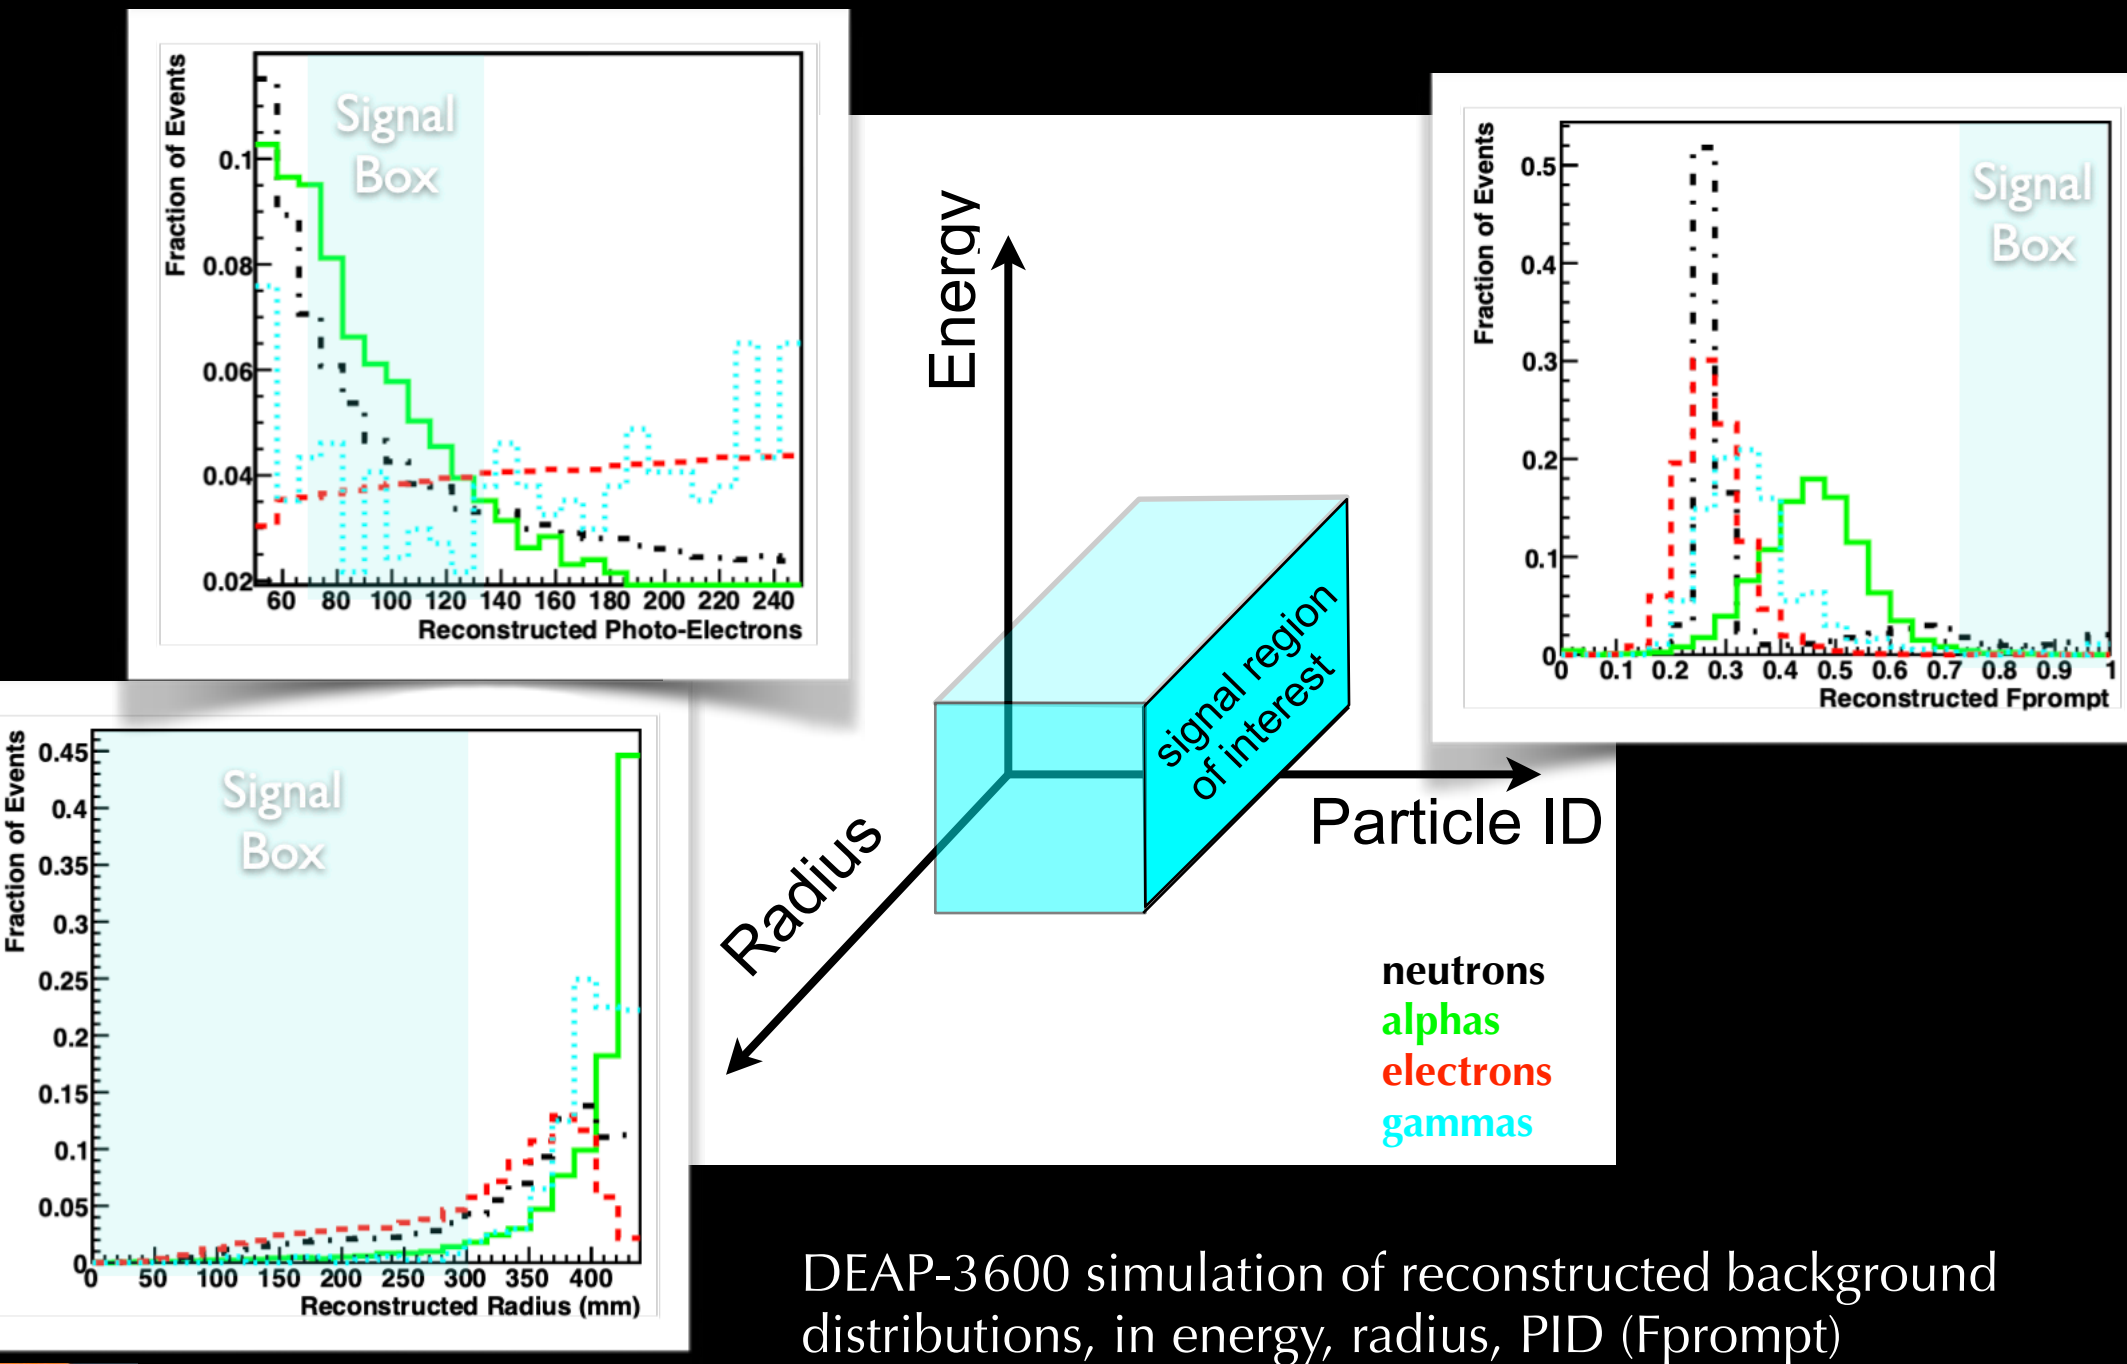 Fraction of Events
Signal
Box
0.1
0.08
0.06
0.04
0.02
60 80 100 120 140 160 180 200 220 240
Reconstructed Photo-Electrons
Fraction of Events
Signal
Box
0.5
0.4
0.3
0.2
0.1
0
0 0.1 0.2 0.3 0.4 0.5 0.6 0.7 0.8 0.9 1
Reconstructed Fprompt
Energy
signal region
of interest
Particle ID
Radius
Fraction of Events
Signal
Box
0.45
0.4
0.35
0.3
0.25
0.2
0.15
0.1
0.05
0
0 50 100 150 200 250 300 350 400
Reconstructed Radius (mm)
neutrons
alphas
electrons
gammas
DEAP-3600 simulation of reconstructed background
distributions, in energy, radius, PID (Fprompt)